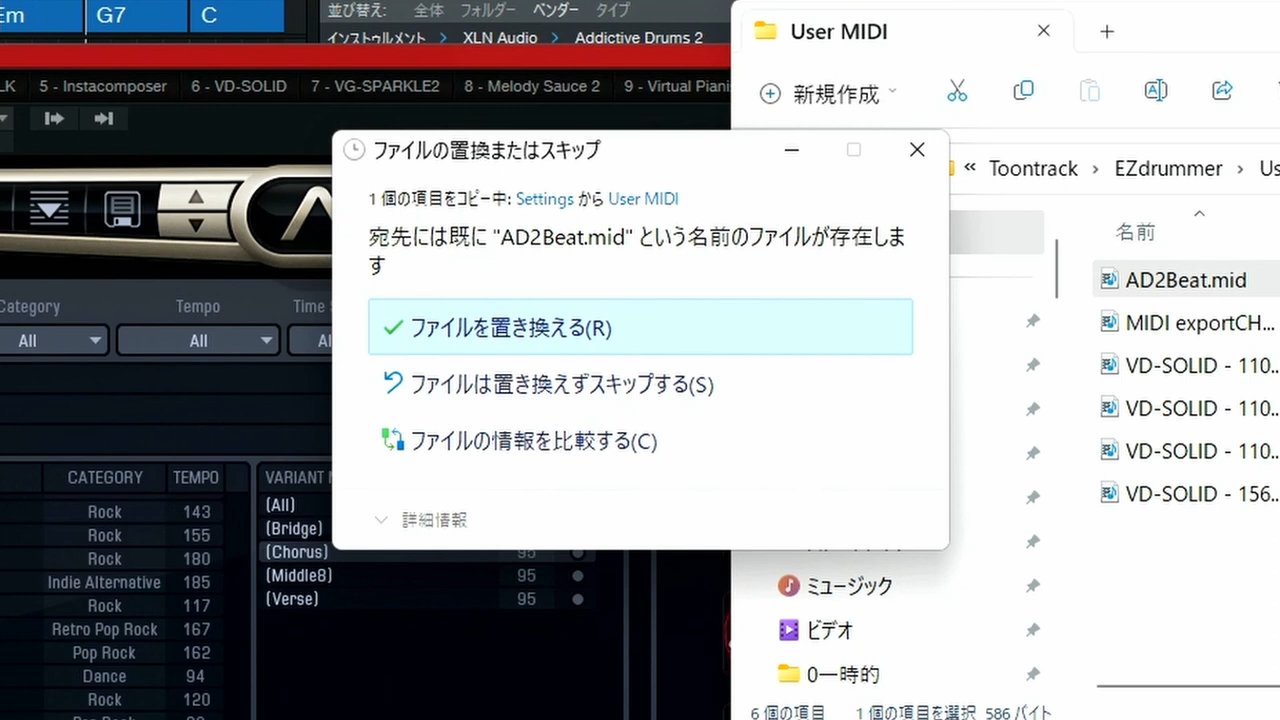 Em G7 C
並び替え: 全体 フォルダー ベンダー タイプ
インストゥルメント > XLN Audio > Addictive Drums 2
LK 5 - Instacomposer 6 - VD-SOLID 7 - VG-SPARKLE2 8 - Melody Sauce 2 9 - Virtual Pianis
User MIDI
新規作成
« Toontrack > EZdrummer > Us
名前
AD2Beat.mid
MIDI exportCH...
VD-SOLID - 110...
VD-SOLID - 110...
VD-SOLID - 110...
VD-SOLID - 156...
ファイルの置換またはスキップ
1 個の項目をコピー中: Settings から User MIDI
宛先には既に "AD2Beat.mid" という名前のファイルが存在しま
す
ファイルを置き換える(R)
ファイルは置き換えずスキップする(S)
ファイルの情報を比較する(C)
詳細情報
Category Tempo Time S
All All Al
CATEGORY TEMPO
Rock 143
Rock 155
Rock 180
Indie Alternative 185
Rock 117
Retro Pop Rock 167
Pop Rock 162
Dance 94
Rock 120
VARIANT
(All)
(Bridge)
(Chorus) 95
(Middle8) 95
(Verse) 95
ミュージック
ビデオ
0一時的
6 個の項目 1 個の項目を選択 586 バイト